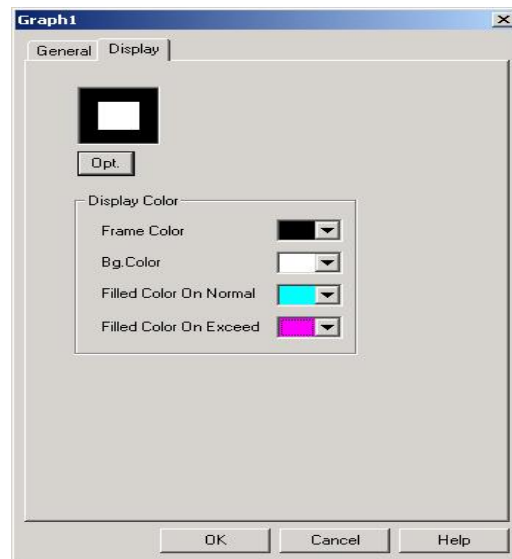 Graph1
General Display
Opt.
Display Color
Frame Color
Bg.Color
Filled Color On Normal
Filled Color On Exceed
OK Cancel Help